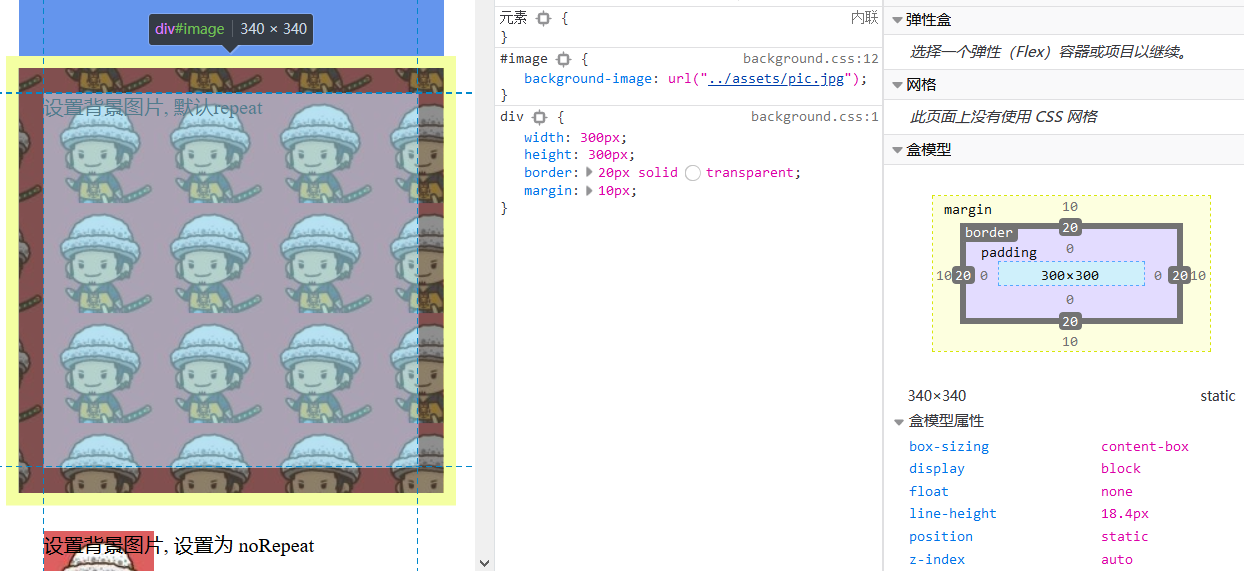 div#image 340 × 340
设置背景图片, 默认repeat
设置背景图片, 设置为 noRepeat
元素 { 内联
}
#image { background.css:12
background-image: url("../assets/pic.jpg");
}
div { background.css:1
width: 300px;
height: 300px;
border: 20px solid transparent;
margin: 10px;
}
弹性盒
选择一个弹性（Flex）容器或项目以继续。
网格
此页面上没有使用 CSS 网格
盒模型
margin 10
border 20
padding 0
10 20 0 300×300 0 20 10
0
20
10
340×340 static
盒模型属性
box-sizing content-box
display block
float none
line-height 18.4px
position static
z-index auto